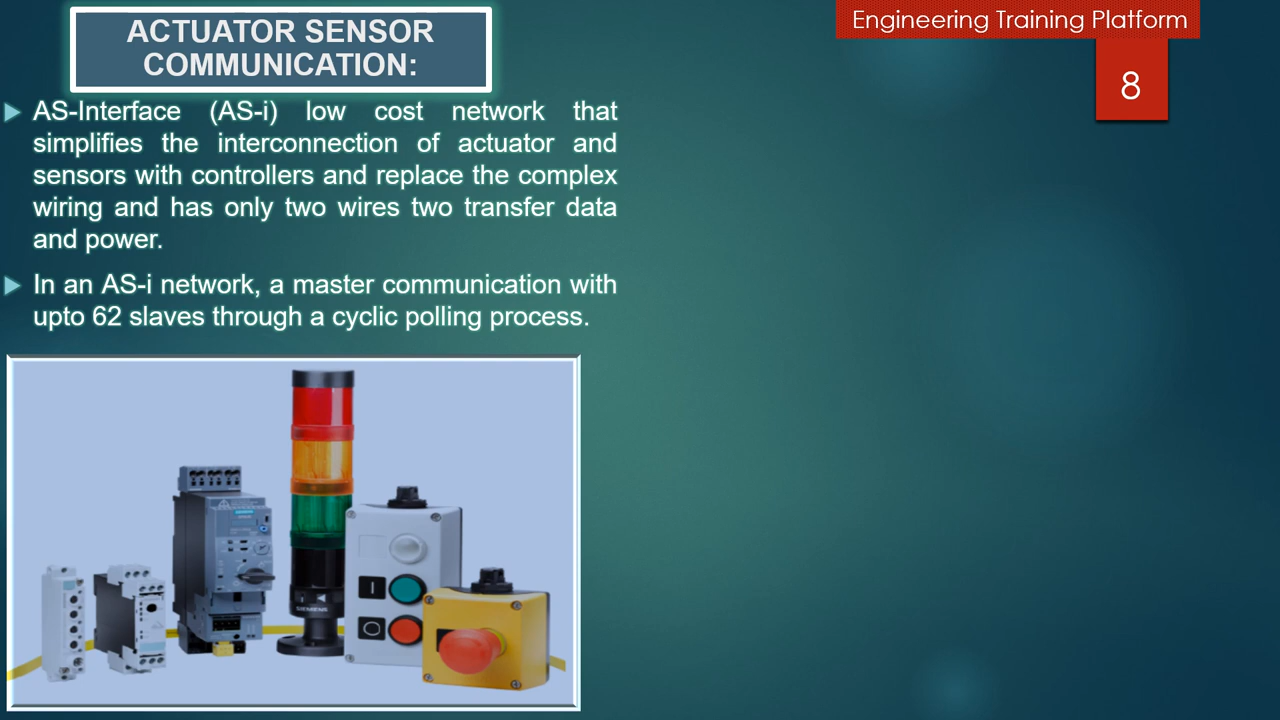 ACTUATOR SENSOR
COMMUNICATION:
Engineering Training Platform
8
AS-Interface (AS-i) low cost network that
simplifies the interconnection of actuator and
sensors with controllers and replace the complex
wiring and has only two wires two transfer data
and power.
In an AS-i network, a master communication with
upto 62 slaves through a cyclic polling process.
SIEMENS